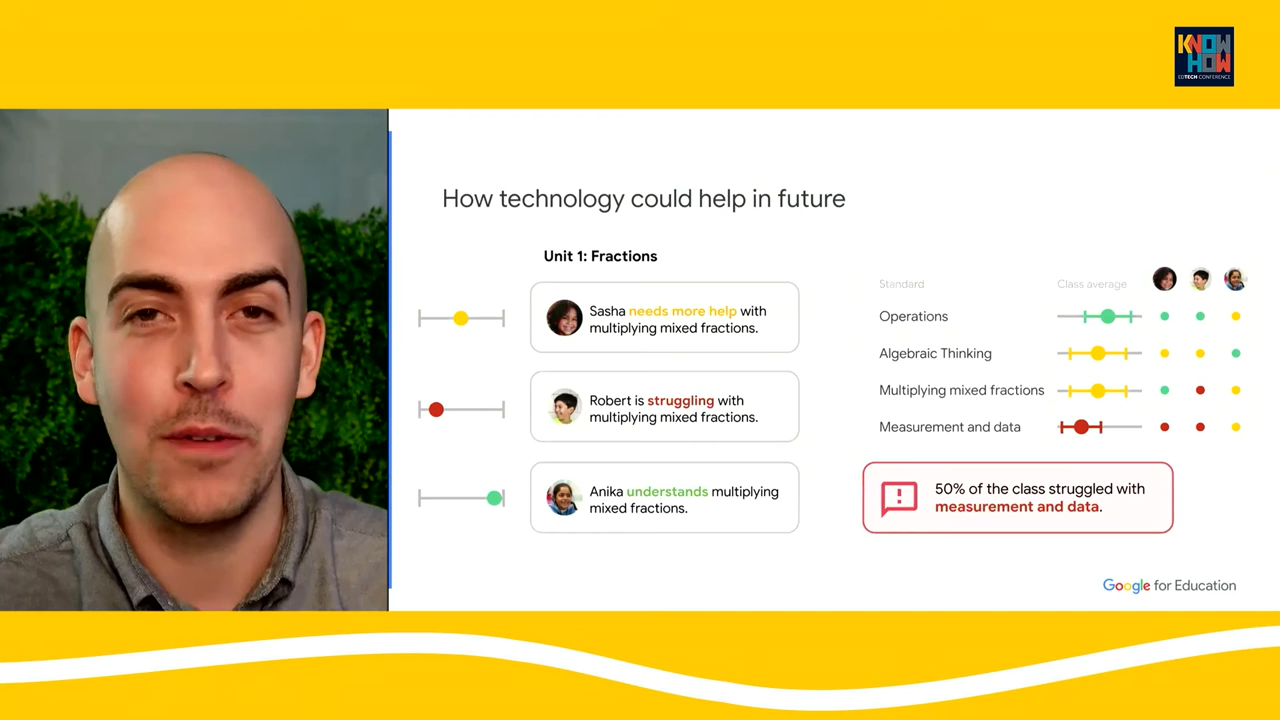 KNOW
HOW
EDTECH CONFERENCE
How technology could help in future
Unit 1: Fractions
Sasha needs more help with
multiplying mixed fractions.
Robert is struggling with
multiplying mixed fractions.
Anika understands multiplying
mixed fractions.
Standard
Class average
Operations
Algebraic Thinking
Multiplying mixed fractions
Measurement and data
50% of the class struggled with
measurement and data.
Google for Education